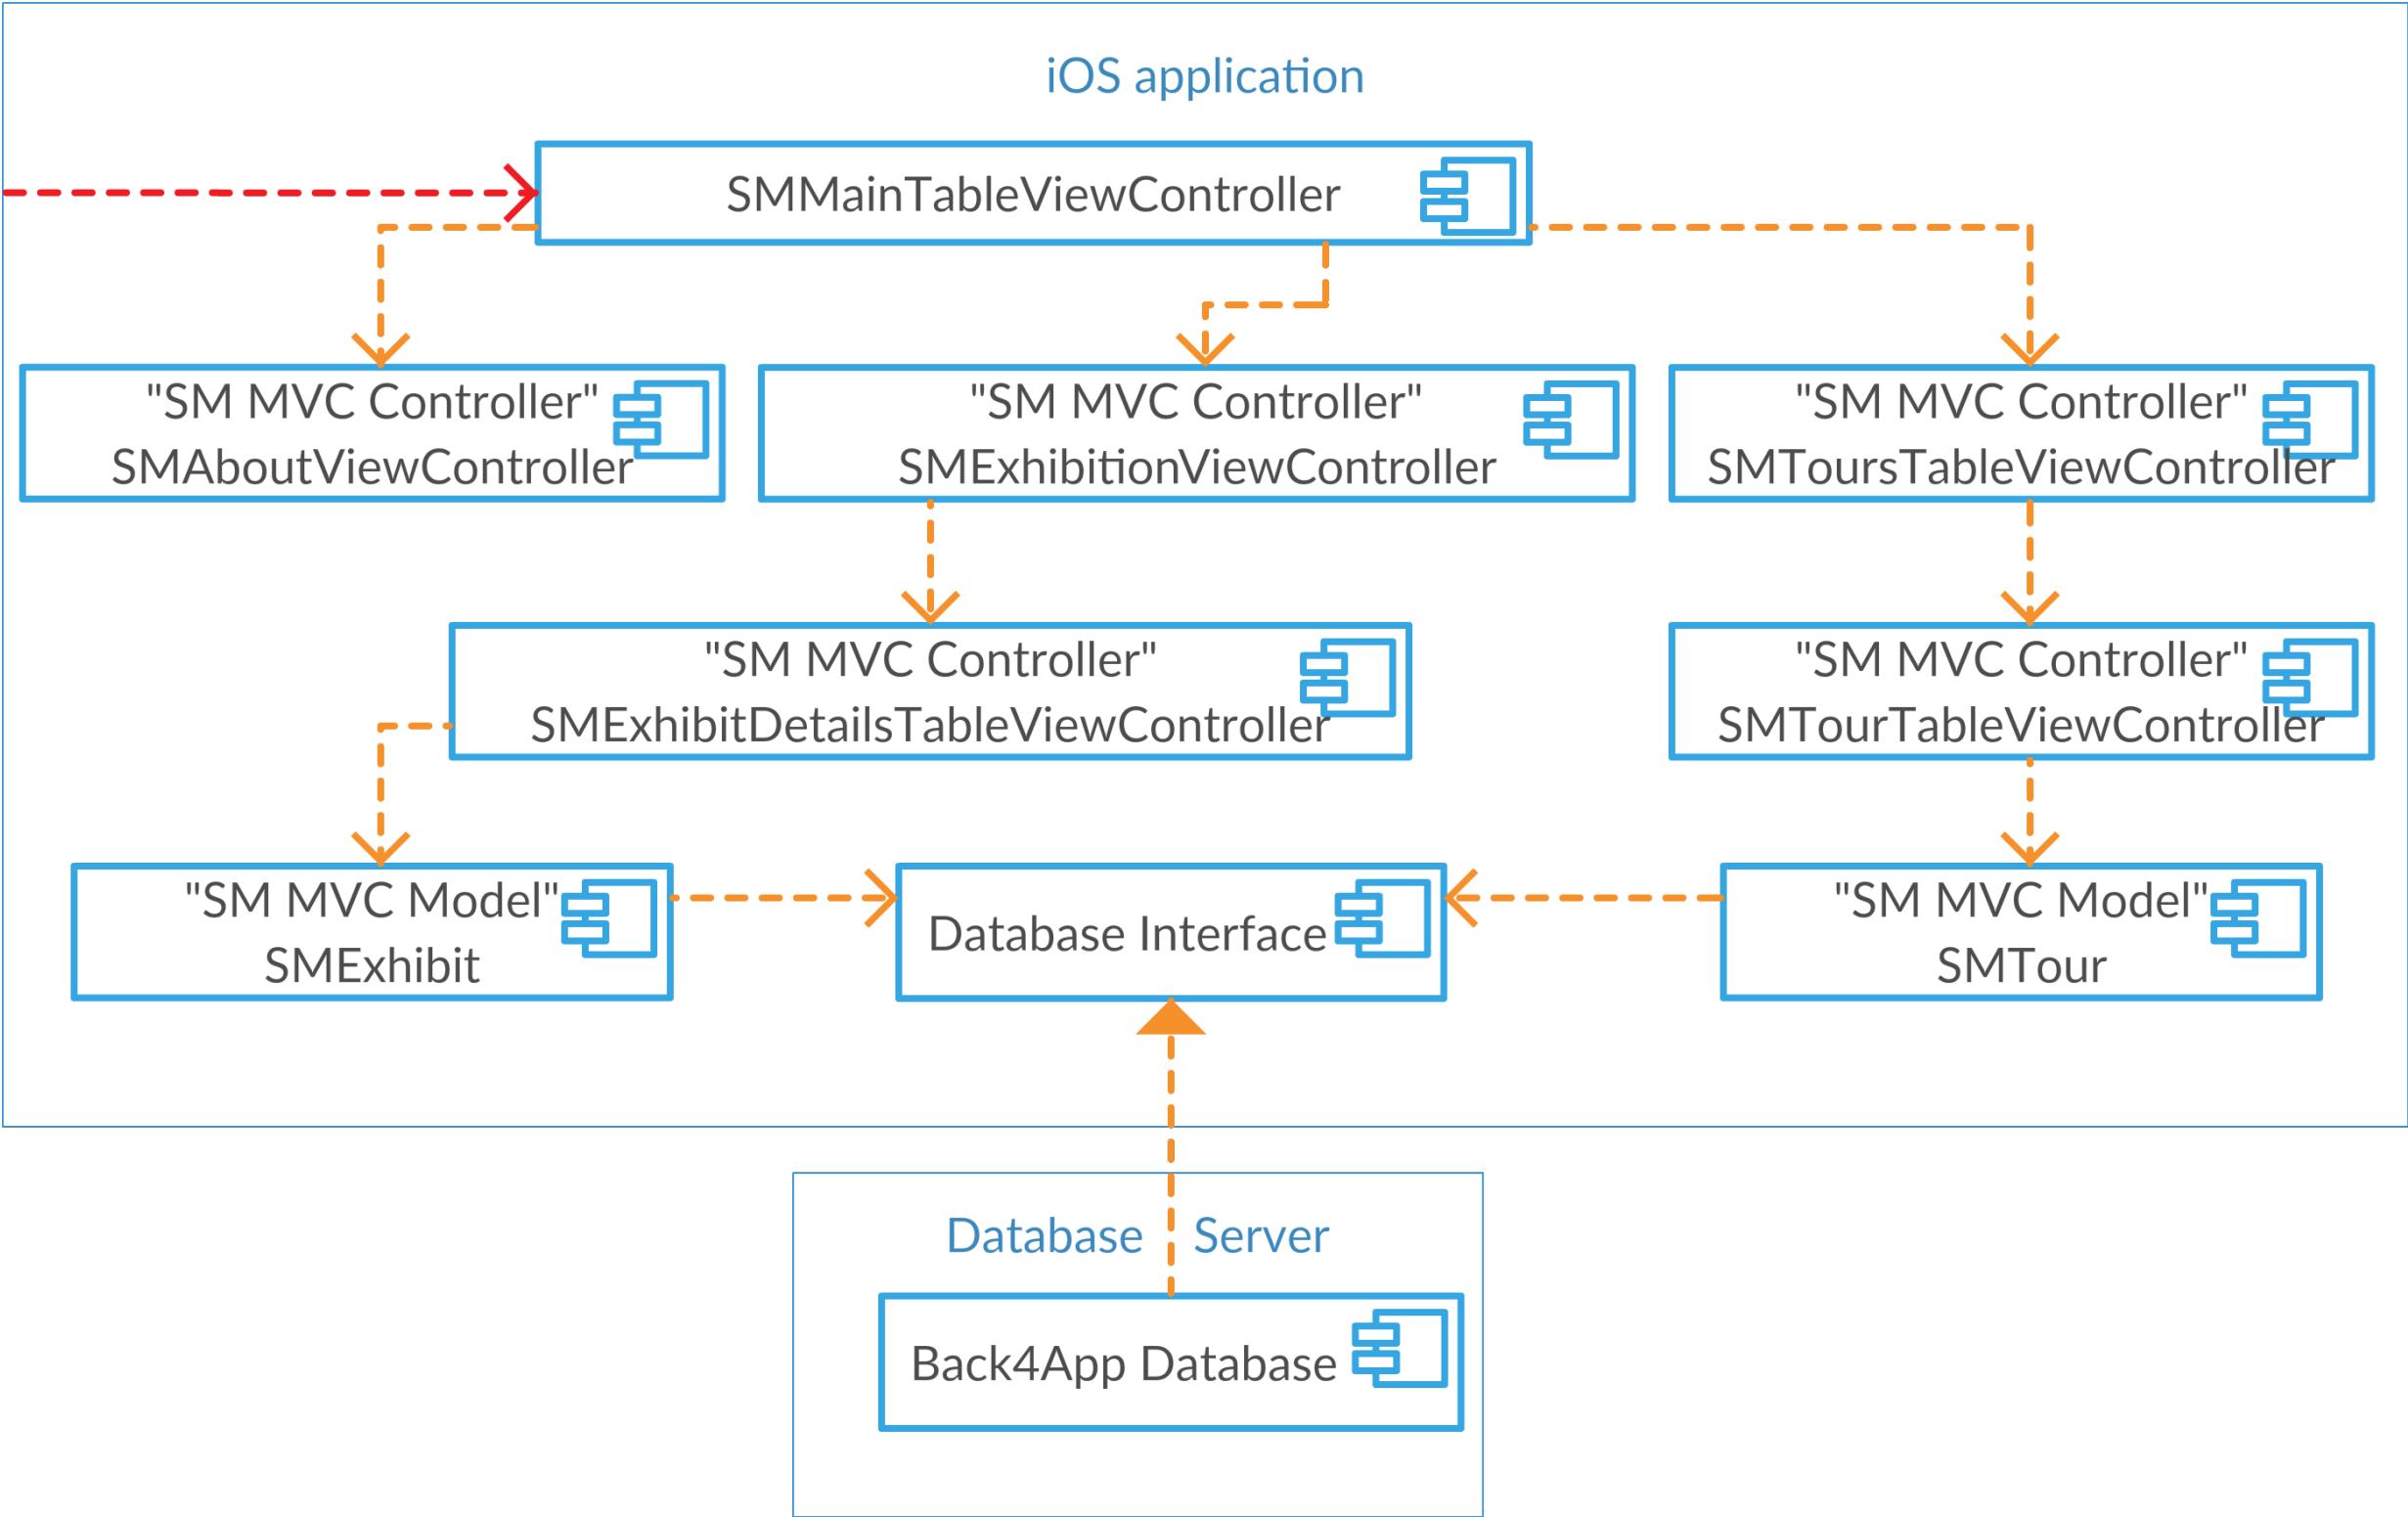 iOS application
SMMainTableViewController
"SM MVC Controller"
SMAboutViewController
"SM MVC Controller"
SMExhibitionViewController
"SM MVC Controller"
SMToursTableViewController
"SM MVC Controller"
SMExhibitDetailsTableViewController
"SM MVC Controller"
SMTourTableViewController
"SM MVC Model"
SMExhibit
Database Interface
"SM MVC Model"
SMTour
Database Server
Back4App Database